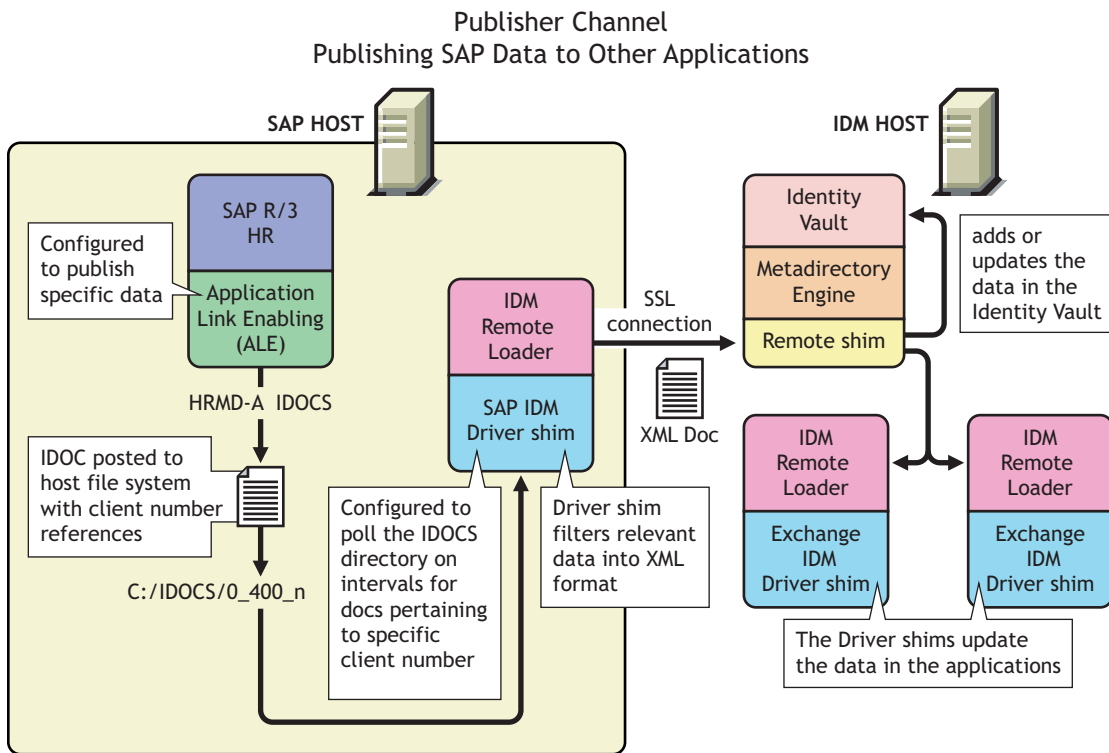 Publisher Channel
Publishing SAP Data to Other Applications
SAP HOST
IDM HOST
SAP R/3
HR
Configured
to publish
specific data
Application
Link Enabling
(ALE)
HRMD-A IDOCS
IDOC posted to
host file system
with client number
references
C:/IDOCS/0_400_n
IDM
Remote
Loader
SAP IDM
Driver shim
Configured to
poll the IDOCS
directory on
intervals for
docs pertaining
to specific
client number
Driver shim
filters relevant
data into XML
format
SSL
connection
XML Doc
Identity
Vault
Metadirectory
Engine
Remote shim
adds or
updates the
data in the
Identity Vault
IDM
Remote
Loader
Exchange
IDM
Driver shim
IDM
Remote
Loader
Exchange
IDM
Driver shim
The Driver shims update
the data in the applications